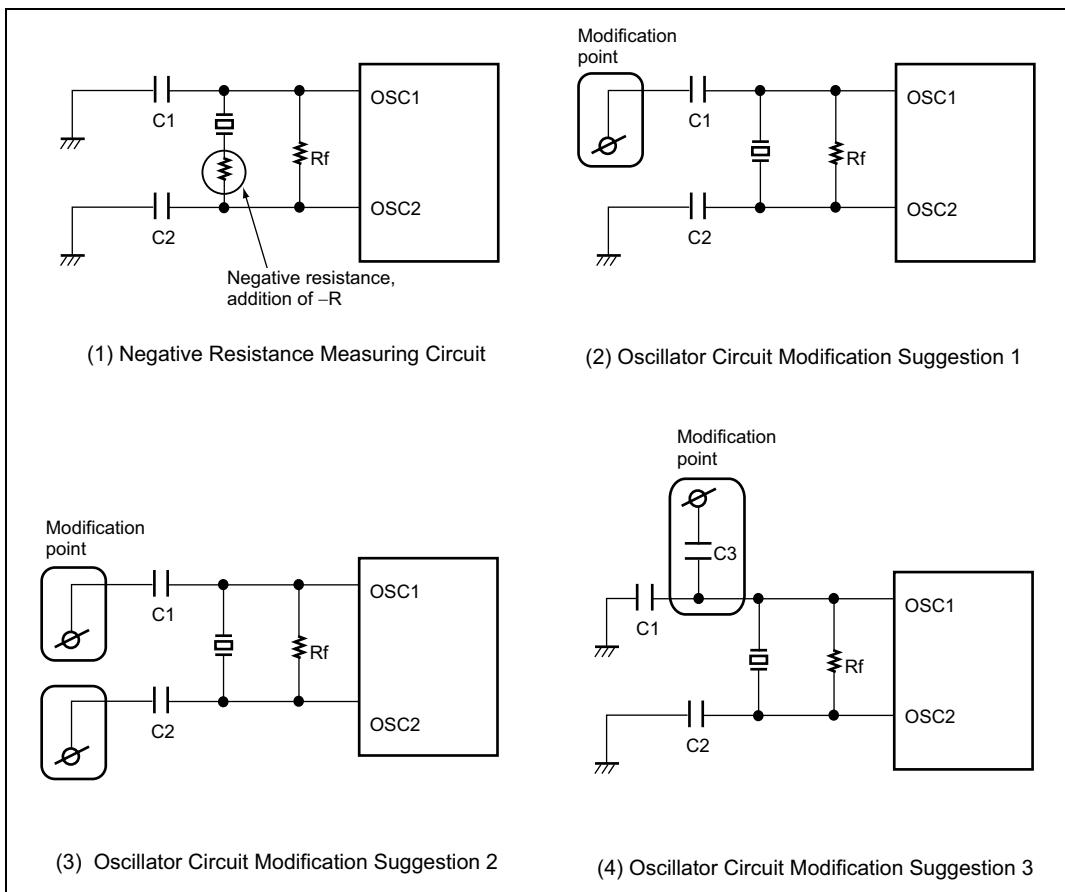 OSC1
C1
Rf
OSC2
C2
Negative resistance,
addition of −R
(1) Negative Resistance Measuring Circuit
Modification
point
OSC1
C1
Rf
OSC2
C2
(2) Oscillator Circuit Modification Suggestion 1
Modification
point
OSC1
C1
Rf
OSC2
C2
(3) Oscillator Circuit Modification Suggestion 2
Modification
point
C3
OSC1
C1
Rf
OSC2
C2
(4) Oscillator Circuit Modification Suggestion 3